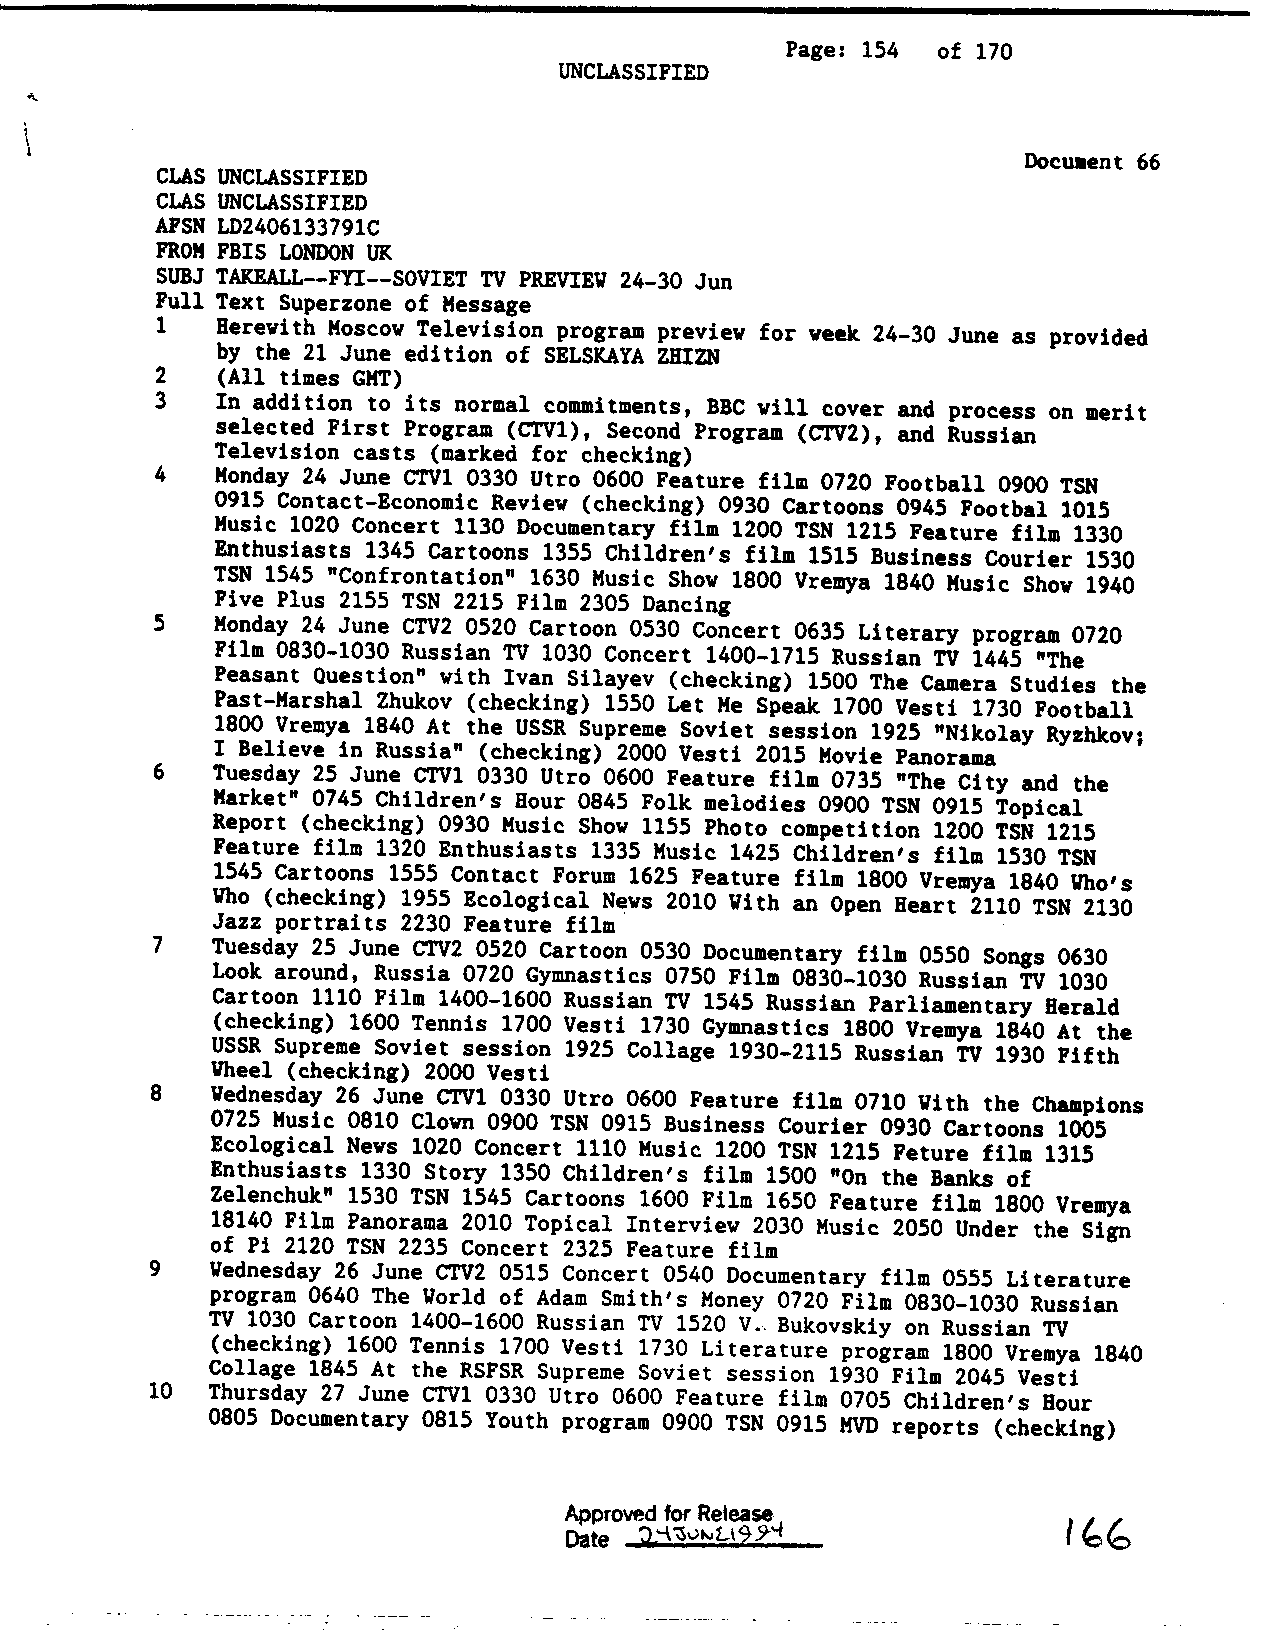 Page: 154 of 170
UNCLASSIFIED
Document 66
CLAS UNCLASSIFIED
CLAS UNCLASSIFIED
AFSN LD2406133791C
FROM FBIS LONDON UK
SUBJ TAKEALL--FYI--SOVIET TV PREVIEW 24-30 Jun
Full Text Superzone of Message
1 Herewith Moscow Television program preview for week 24-30 June as provided
by the 21 June edition of SELSKAYA ZHIZN
2 (All times GMT)
3 In addition to its normal commitments, BBC will cover and process on merit
selected First Program (CTV1), Second Program (CTV2), and Russian
Television casts (marked for checking)
4 Monday 24 June CTV1 0330 Utro 0600 Feature film 0720 Football 0900 TSN
0915 Contact-Economic Review (checking) 0930 Cartoons 0945 Footbal 1015
Music 1020 Concert 1130 Documentary film 1200 TSN 1215 Feature film 1330
Enthusiasts 1345 Cartoons 1355 Children's film 1515 Business Courier 1530
TSN 1545 "Confrontation" 1630 Music Show 1800 Vremya 1840 Music Show 1940
Five Plus 2155 TSN 2215 Film 2305 Dancing
5 Monday 24 June CTV2 0520 Cartoon 0530 Concert 0635 Literary program 0720
Film 0830-1030 Russian TV 1030 Concert 1400-1715 Russian TV 1445 "The
Peasant Question" with Ivan Silayev (checking) 1500 The Camera Studies the
Past-Marshal Zhukov (checking) 1550 Let Me Speak 1700 Vesti 1730 Football
1800 Vremya 1840 At the USSR Supreme Soviet session 1925 "Nikolay Ryzhkov;
I Believe in Russia" (checking) 2000 Vesti 2015 Movie Panorama
6 Tuesday 25 June CTV1 0330 Utro 0600 Feature film 0735 "The City and the
Market" 0745 Children's Hour 0845 Folk melodies 0900 TSN 0915 Topical
Report (checking) 0930 Music Show 1155 Photo competition 1200 TSN 1215
Feature film 1320 Enthusiasts 1335 Music 1425 Children's film 1530 TSN
1545 Cartoons 1555 Contact Forum 1625 Feature film 1800 Vremya 1840 Who's
Who (checking) 1955 Ecological News 2010 With an Open Heart 2110 TSN 2130
Jazz portraits 2230 Feature film
7 Tuesday 25 June CTV2 0520 Cartoon 0530 Documentary film 0550 Songs 0630
Look around, Russia 0720 Gymnastics 0750 Film 0830-1030 Russian TV 1030
Cartoon 1110 Film 1400-1600 Russian TV 1545 Russian Parliamentary Herald
(checking) 1600 Tennis 1700 Vesti 1730 Gymnastics 1800 Vremya 1840 At the
USSR Supreme Soviet session 1925 Collage 1930-2115 Russian TV 1930 Fifth
Wheel (checking) 2000 Vesti
8 Wednesday 26 June CTV1 0330 Utro 0600 Feature film 0710 With the Champions
0725 Music 0810 Clown 0900 TSN 0915 Business Courier 0930 Cartoons 1005
Ecological News 1020 Concert 1110 Music 1200 TSN 1215 Feture film 1315
Enthusiasts 1330 Story 1350 Children's film 1500 "On the Banks of
Zelenchuk" 1530 TSN 1545 Cartoons 1600 Film 1650 Feature film 1800 Vremya
18140 Film Panorama 2010 Topical Interview 2030 Music 2050 Under the Sign
of Pi 2120 TSN 2235 Concert 2325 Feature film
9 Wednesday 26 June CTV2 0515 Concert 0540 Documentary film 0555 Literature
program 0640 The World of Adam Smith's Money 0720 Film 0830-1030 Russian
TV 1030 Cartoon 1400-1600 Russian TV 1520 V. Bukovskiy on Russian TV
(checking) 1600 Tennis 1700 Vesti 1730 Literature program 1800 Vremya 1840
Collage 1845 At the RSFSR Supreme Soviet session 1930 Film 2045 Vesti
10 Thursday 27 June CTV1 0330 Utro 0600 Feature film 0705 Children's Hour
0805 Documentary 0815 Youth program 0900 TSN 0915 MVD reports (checking)
Approved for Release
Date 24JUNE1994
166